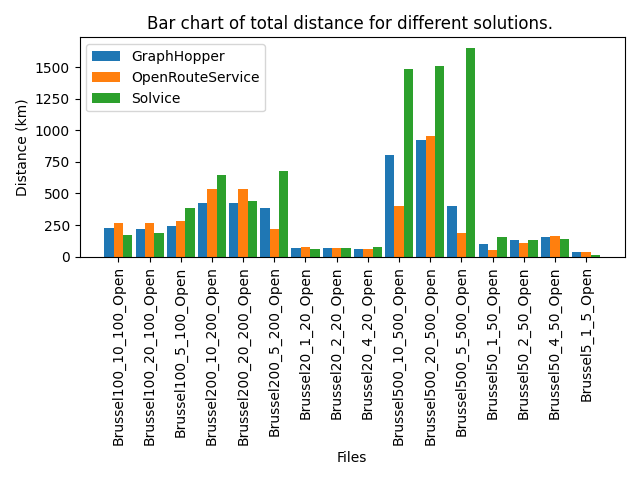 Bar chart of total distance for different solutions.
GraphHopper
OpenRouteService
Solvice
Distance (km)
1500
1250
1000
750
500
250
0
Brussel100_10_100_Open
Brussel100_20_100_Open
Brussel100_5_100_Open
Brussel200_10_200_Open
Brussel200_20_200_Open
Brussel200_5_200_Open
Brussel20_1_20_Open
Brussel20_2_20_Open
Brussel20_4_20_Open
Brussel500_10_500_Open
Brussel500_20_500_Open
Brussel500_5_500_Open
Brussel50_1_50_Open
Brussel50_2_50_Open
Brussel50_4_50_Open
Brussel5_1_5_Open
Files